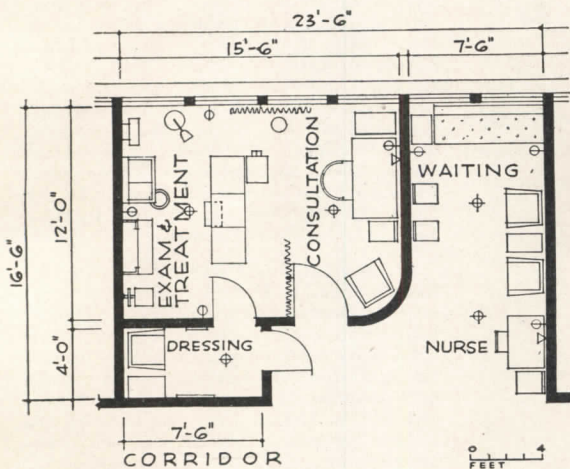 23'-6"
15'-6"
7'-6"
16'-6"
12'-0"
4'-0"
EXAM &
TREATMENT
CONSULTATION
WAITING
DRESSING
NURSE
7'-6"
CORRIDOR
0 4
FEET